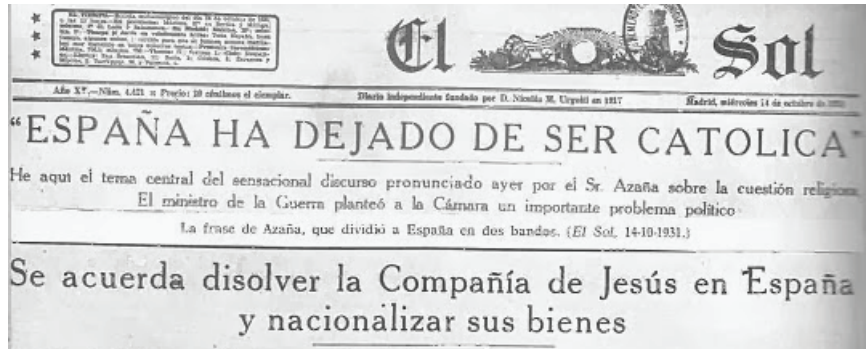 El Sol
Año XV.—Núm. 4.421 Precio: 10 céntimos el ejemplar.
Diario independiente fundado por D. Nicolás M. Urgoiti en 1917
Madrid, miércoles 14 de octubre de
"ESPAÑA HA DEJADO DE SER CATOLICA"
He aquí el tema central del sensacional discurso pronunciado ayer por el Sr. Azaña sobre la cuestión religiosa
El ministro de la Guerra planteó a la Cámara un importante problema político
La frase de Azaña, que dividió a España en dos bandos. (El Sol, 14-10-1931.)
Se acuerda disolver la Compañía de Jesús en España
y nacionalizar sus bienes